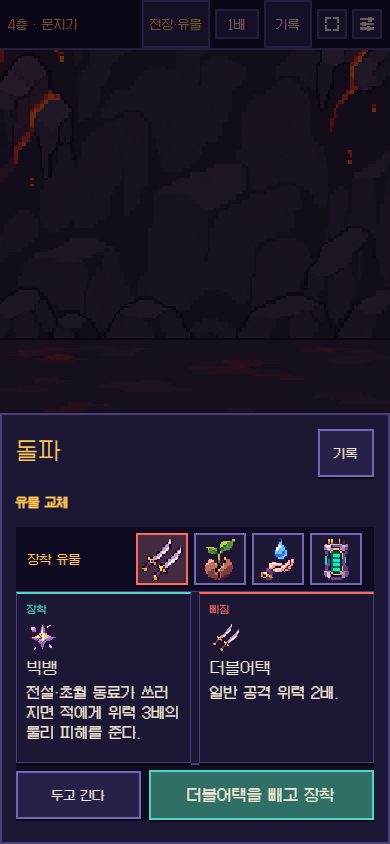 4층 · 문지기
전장 유물
1배
기록
돌파
기록
유물 교체
장착 유물
장착
빅뱅
전설·초월 동료가 쓰러
지면 적에게 위력 3배의
물리 피해를 준다.
빠짐
더블어택
일반 공격 위력 2배.
두고 간다
더블어택을 빼고 장착